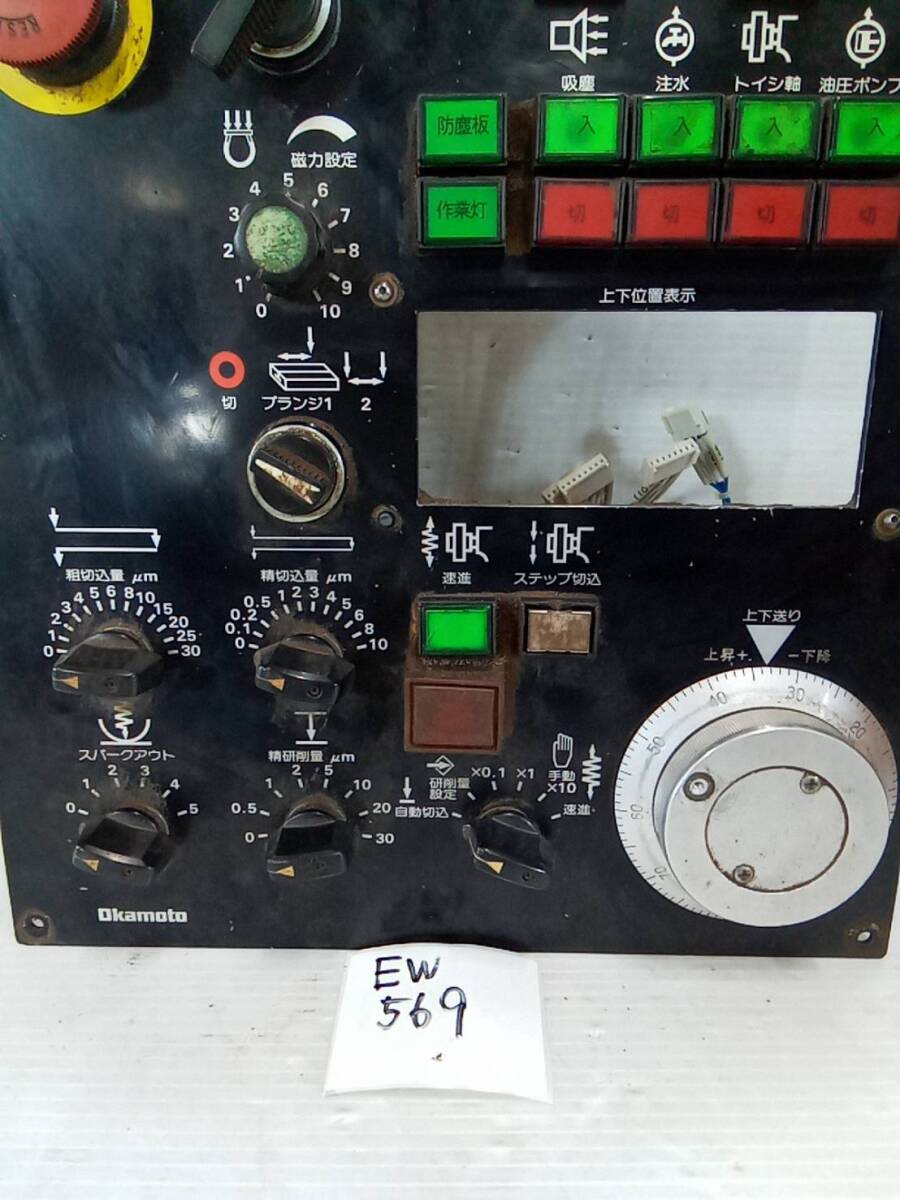 RESE
吸塵 注水 トイシ軸 油圧ポンプ
防塵板 入 入 入 入
作業灯 切 切 切 切
磁力設定
0 1 2 3 4 5 6 7 8 9 10
上下位置表示
切 プランジ1 2
粗切込量 μm
0 1 2 3 4 5 6 8 10 15 20 25 30
精切込量 μm
0 0.1 0.2 0.5 1 2 3 4 5 6 8 10
速進 ステップ切込
上下送り
上昇+ −下降
20 30 40 50 60 70
スパークアウト
0 1 2 3 4 5
精研削量 μm
0 0.5 1 2 5 10 20 30
自動切込 研削量設定 ×0.1 ×1 ×10 速進
手動
Okamoto
EW
569